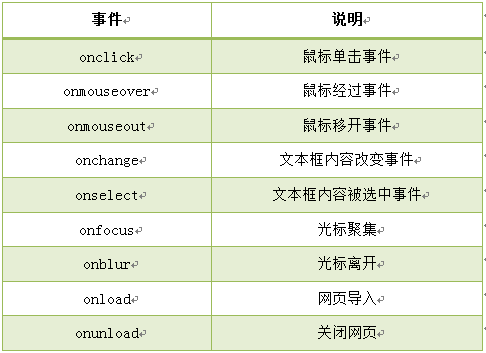 事件 说明
onclick 鼠标单击事件
onmouseover 鼠标经过事件
onmouseout 鼠标移开事件
onchange 文本框内容改变事件
onselect 文本框内容被选中事件
onfocus 光标聚集
onblur 光标离开
onload 网页导入
onunload 关闭网页